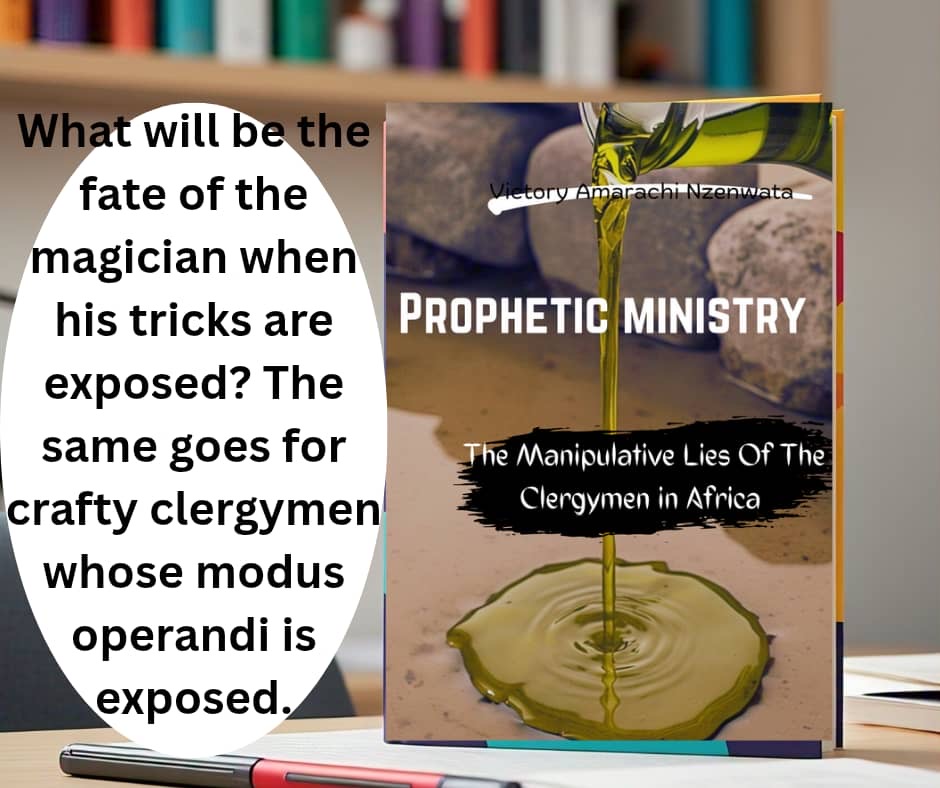 What will be the
fate of the
magician when
his tricks are
exposed? The
same goes for
crafty clergymen
whose modus
operandi is
exposed.
Victory Amarachi Nzenwata
PROPHETIC MINISTRY
The Manipulative Lies Of The
Clergymen in Africa